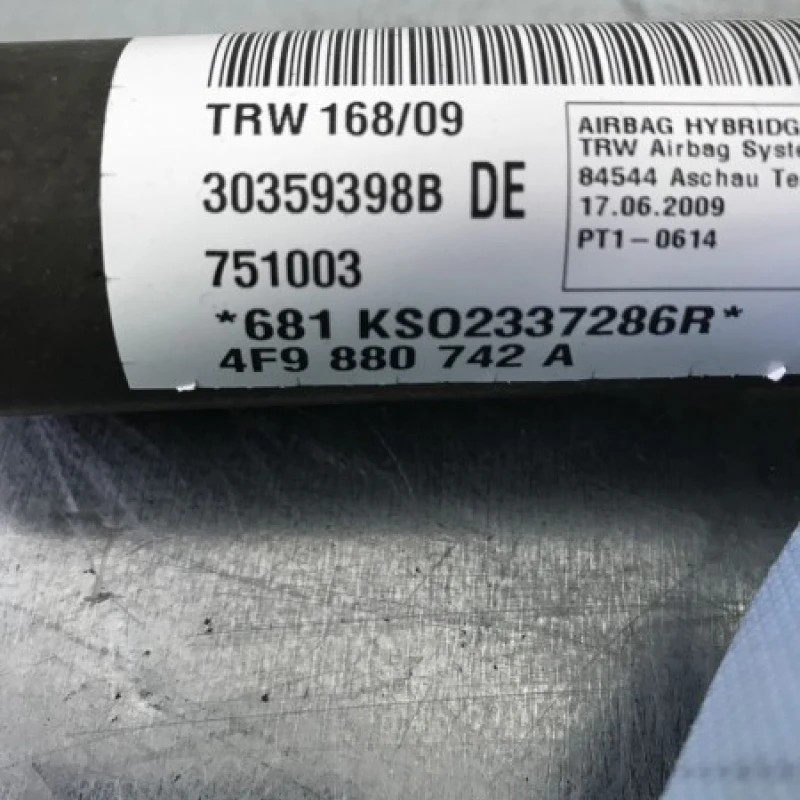 TRW 168/09
30359398B DE
751003
*681 KS02337286R*
4F9 880 742 A
AIRBAG HYBRIDG
TRW Airbag Syste
84544 Aschau Te
17.06.2009
PT1-0614